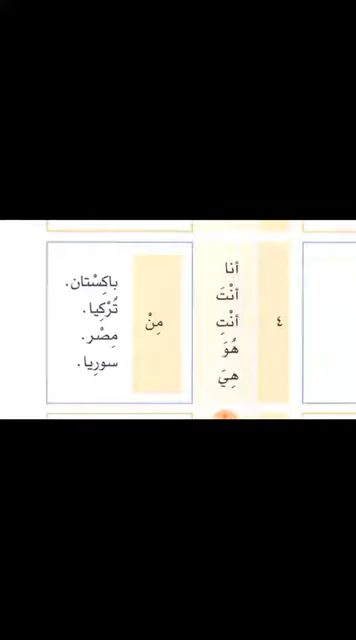 ٤
أنا
أنْتَ
أنْتِ
هُوَ
هِيَ
مِنْ
باكِسْتان.
تُرْكِيا.
مِصْر.
سورِيا.